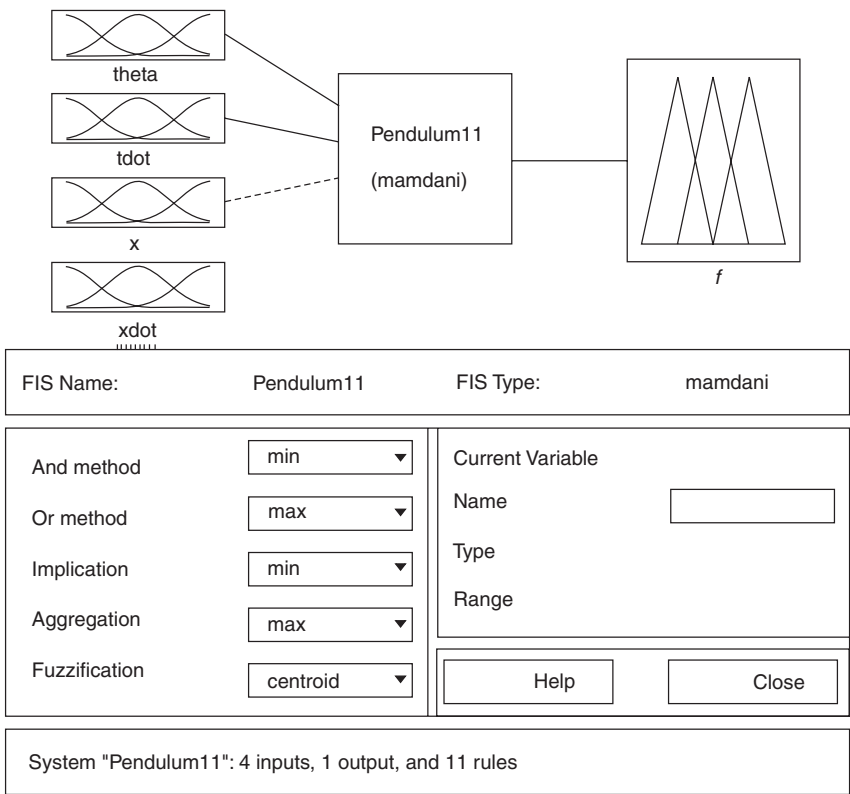 theta
tdot
x
xdot
Pendulum11
(mamdani)
f
FIS Name: Pendulum11 FIS Type: mamdani
And method min
Or method max
Implication min
Aggregation max
Fuzzification centroid
Current Variable
Name
Type
Range
Help Close
System "Pendulum11": 4 inputs, 1 output, and 11 rules